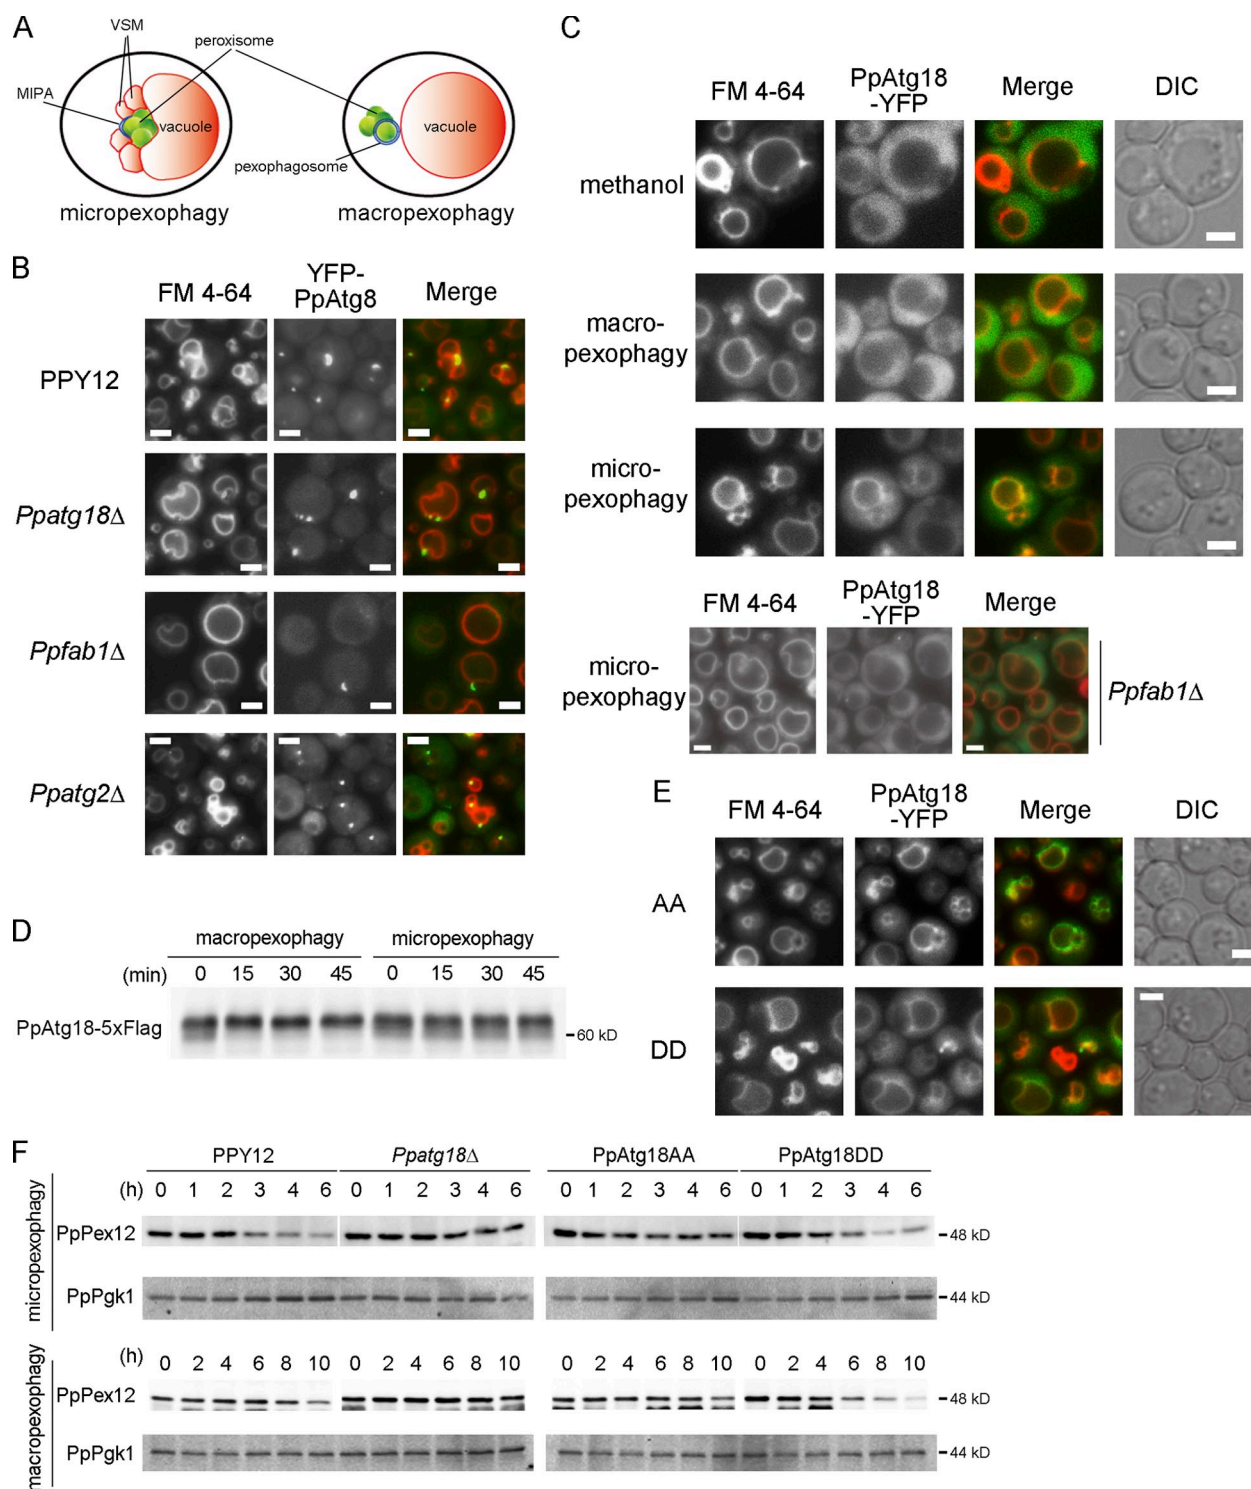 A
VSM
peroxisome
MIPA
vacuole
vacuole
pexophagosome
micropexophagy
macropexophagy
B
FM 4-64
YFP-
PpAtg8
Merge
PPY12
Ppatg18Δ
Ppfab1Δ
Ppatg2Δ
C
FM 4-64
PpAtg18
-YFP
Merge
DIC
methanol
macro-
pexophagy
micro-
pexophagy
FM 4-64
PpAtg18
-YFP
Merge
micro-
pexophagy
Ppfab1Δ
D
macropexophagy
micropexophagy
(min) 0 15 30 45 0 15 30 45
PpAtg18-5xFlag
60 kD
E
FM 4-64
PpAtg18
-YFP
Merge
DIC
AA
DD
F
micropexophagy
PPY12 Ppatg18Δ PpAtg18AA PpAtg18DD
(h) 0 1 2 3 4 6 0 1 2 3 4 6 0 1 2 3 4 6 0 1 2 3 4 6
PpPex12
48 kD
PpPgk1
44 kD
macropexophagy
(h) 0 2 4 6 8 10 0 2 4 6 8 10 0 2 4 6 8 10 0 2 4 6 8 10
PpPex12
48 kD
PpPgk1
44 kD